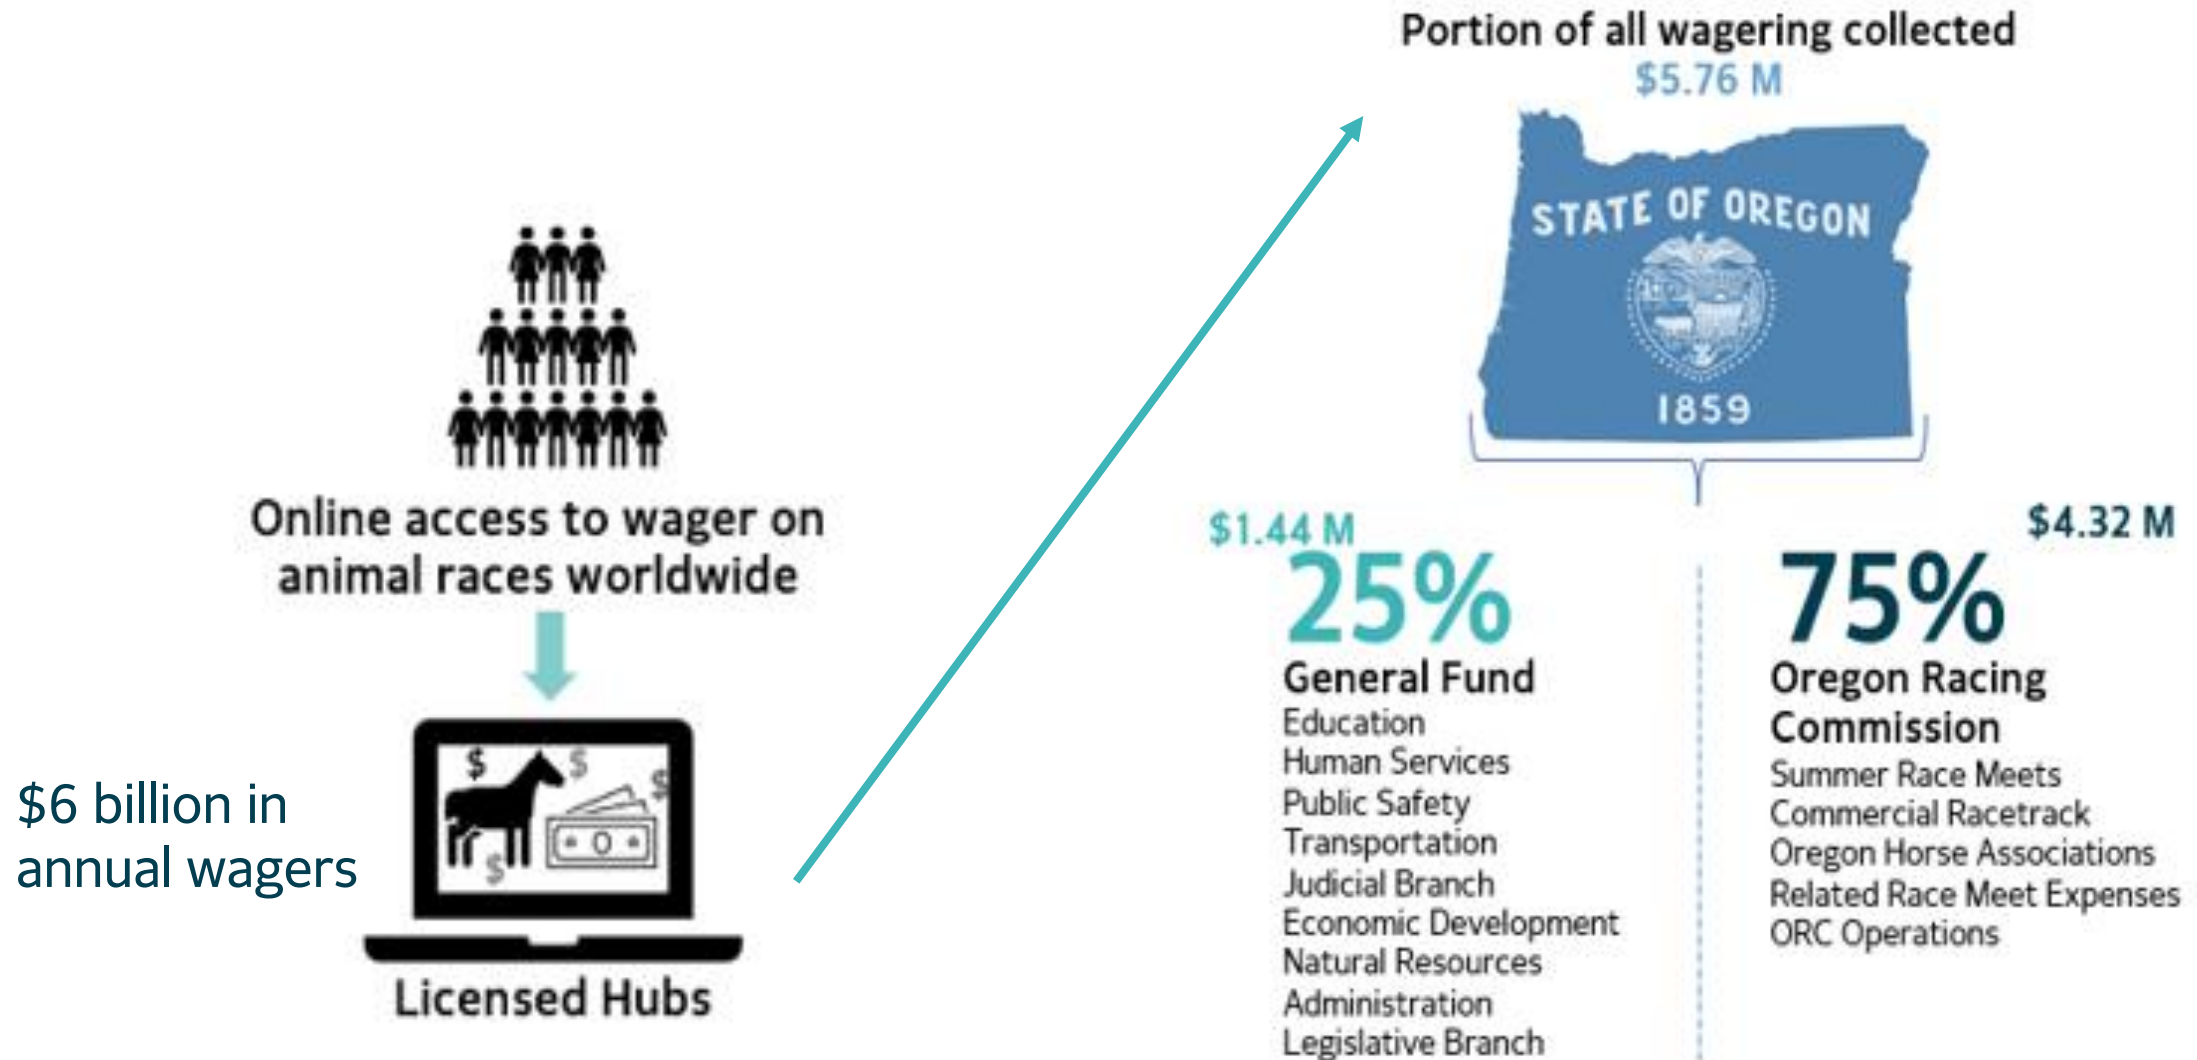 Portion of all wagering collected
$5.76 M
STATE OF OREGON
1859
Online access to wager on
animal races worldwide
$ $ $
$
0
$6 billion in
annual wagers
Licensed Hubs
$1.44 M
25%
General Fund
Education
Human Services
Public Safety
Transportation
Judicial Branch
Economic Development
Natural Resources
Administration
Legislative Branch
$4.32 M
75%
Oregon Racing
Commission
Summer Race Meets
Commercial Racetrack
Oregon Horse Associations
Related Race Meet Expenses
ORC Operations